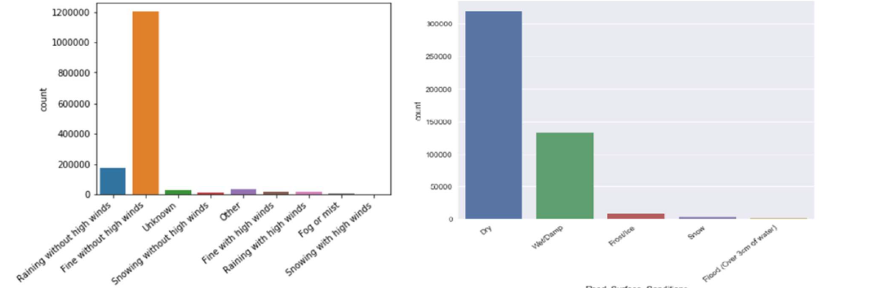 1200000
1000000
800000
600000
400000
200000
0
count
Raining without high winds
Fine without high winds
Unknown
Snowing without high winds
Other
Fine with high winds
Raining with high winds
Fog or mist
Snowing with high winds
300000
250000
200000
150000
100000
50000
0
count
Dry
Wet/Damp
Frost/Ice
Snow
Flood (Over 3cm of water)